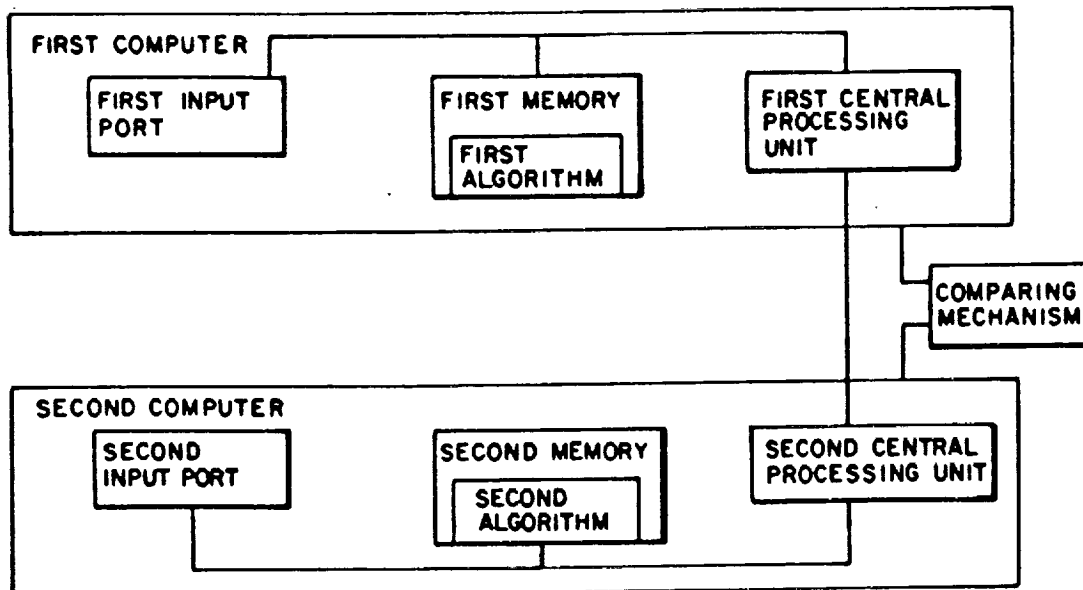 FIRST COMPUTER
FIRST INPUT
PORT
FIRST MEMORY
FIRST
ALGORITHM
FIRST CENTRAL
PROCESSING
UNIT
COMPARING
MECHANISM
SECOND COMPUTER
SECOND
INPUT PORT
SECOND MEMORY
SECOND
ALGORITHM
SECOND CENTRAL
PROCESSING UNIT